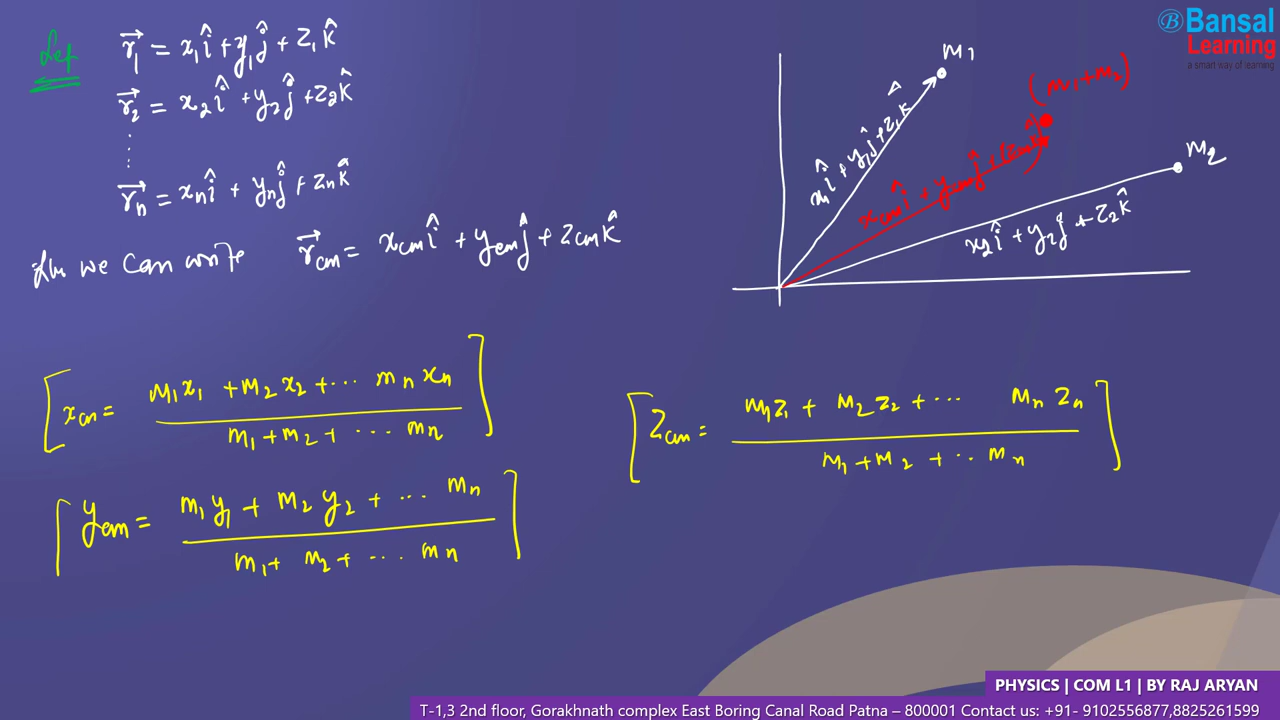 Let r⃗₁ = x₁î + y₁ĵ + z₁k̂
r⃗₂ = x₂î + y₂ĵ + z₂k̂
⋮
r⃗ₙ = xₙî + yₙĵ + zₙk̂
we can write r⃗cm = xcmî + ycmĵ + zcmk̂
[xcm = (m₁x₁ + m₂x₂ + ... mₙxₙ) / (m₁ + m₂ + ... mₙ)]
[ycm = (m₁y₁ + m₂y₂ + ... mₙ) / (m₁ + m₂ + ... mₙ)]
[zcm = (m₁z₁ + m₂z₂ + ... mₙzₙ) / (m₁ + m₂ + ... mₙ)]
m₁
(m₁+m₂)
m₂
x₁î + y₁ĵ + z₁k̂
xcmî + ycmĵ + zcmk̂
x₂î + y₂ĵ + z₂k̂
Bansal
Learning
a smart way of learning
PHYSICS | COM L1 | BY RAJ ARYAN
T-1,3 2nd floor, Gorakhnath complex East Boring Canal Road Patna – 800001 Contact us: +91- 9102556877,8825261599